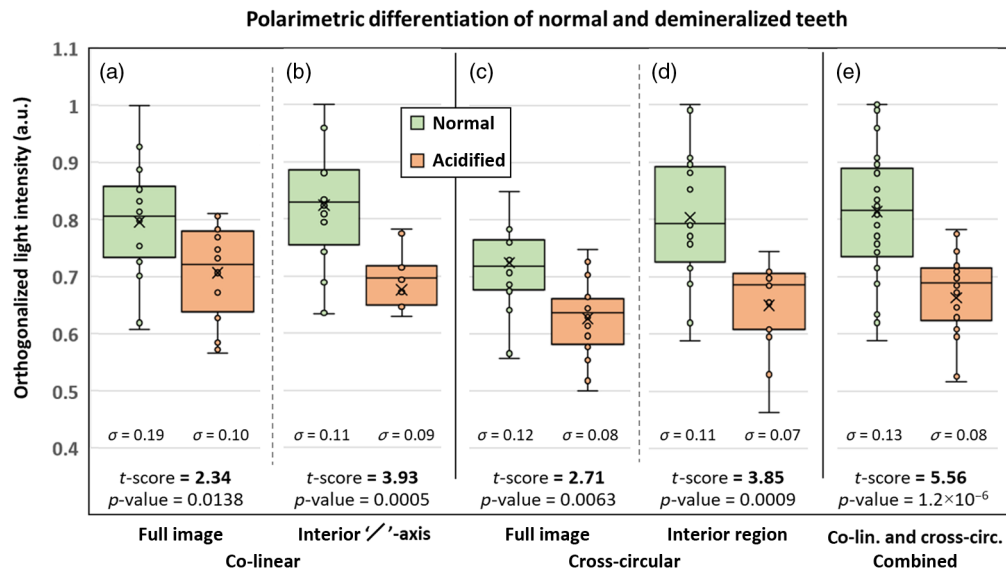 Polarimetric differentiation of normal and demineralized teeth
Orthogonalized light intensity (a.u.)
1.1
1
0.9
0.8
0.7
0.6
0.5
0.4
(a)
(b)
(c)
(d)
(e)
Normal
Acidified
σ = 0.19
σ = 0.10
σ = 0.11
σ = 0.09
σ = 0.12
σ = 0.08
σ = 0.11
σ = 0.07
σ = 0.13
σ = 0.08
t-score = 2.34
p-value = 0.0138
t-score = 3.93
p-value = 0.0005
t-score = 2.71
p-value = 0.0063
t-score = 3.85
p-value = 0.0009
t-score = 5.56
p-value = 1.2×10⁻⁶
Full image
Interior ‘/’-axis
Co-linear
Full image
Interior region
Cross-circular
Co-lin. and cross-circ.
Combined